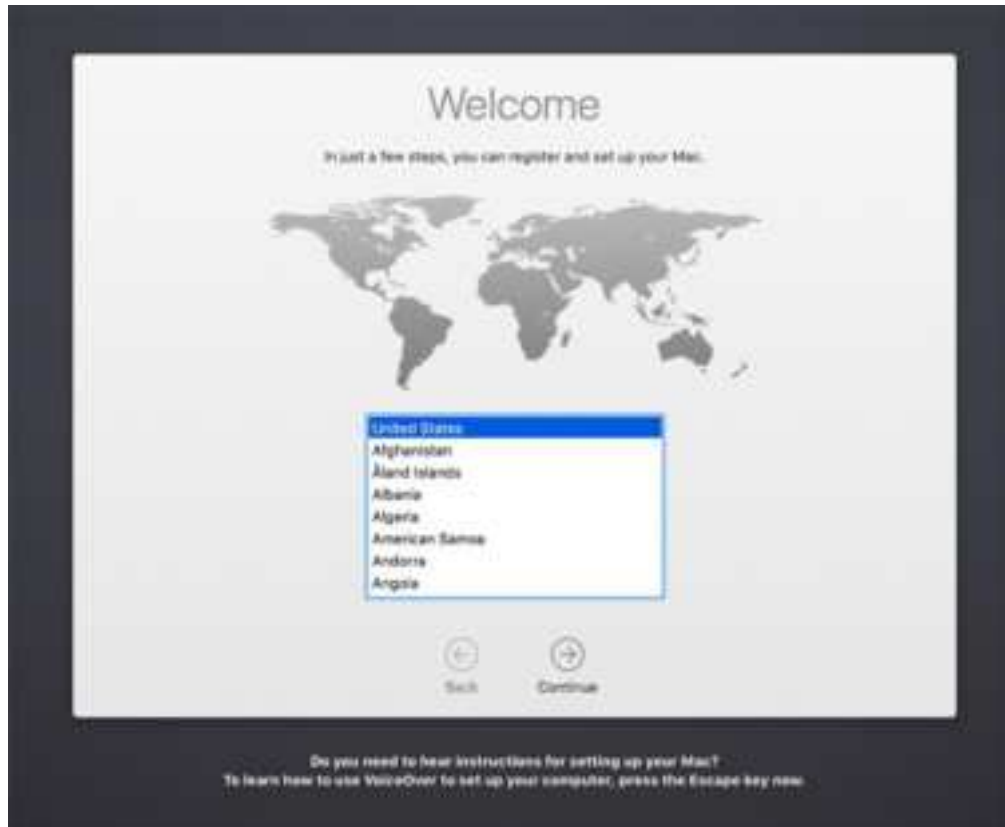 Welcome
In just a few steps, you can register and set up your Mac.
United States
Afghanistan
Åland Islands
Albania
Algeria
American Samoa
Andorra
Angola
Back
Continue
Do you need to hear instructions for setting up your Mac?
To learn how to use VoiceOver to set up your computer, press the Escape key now.